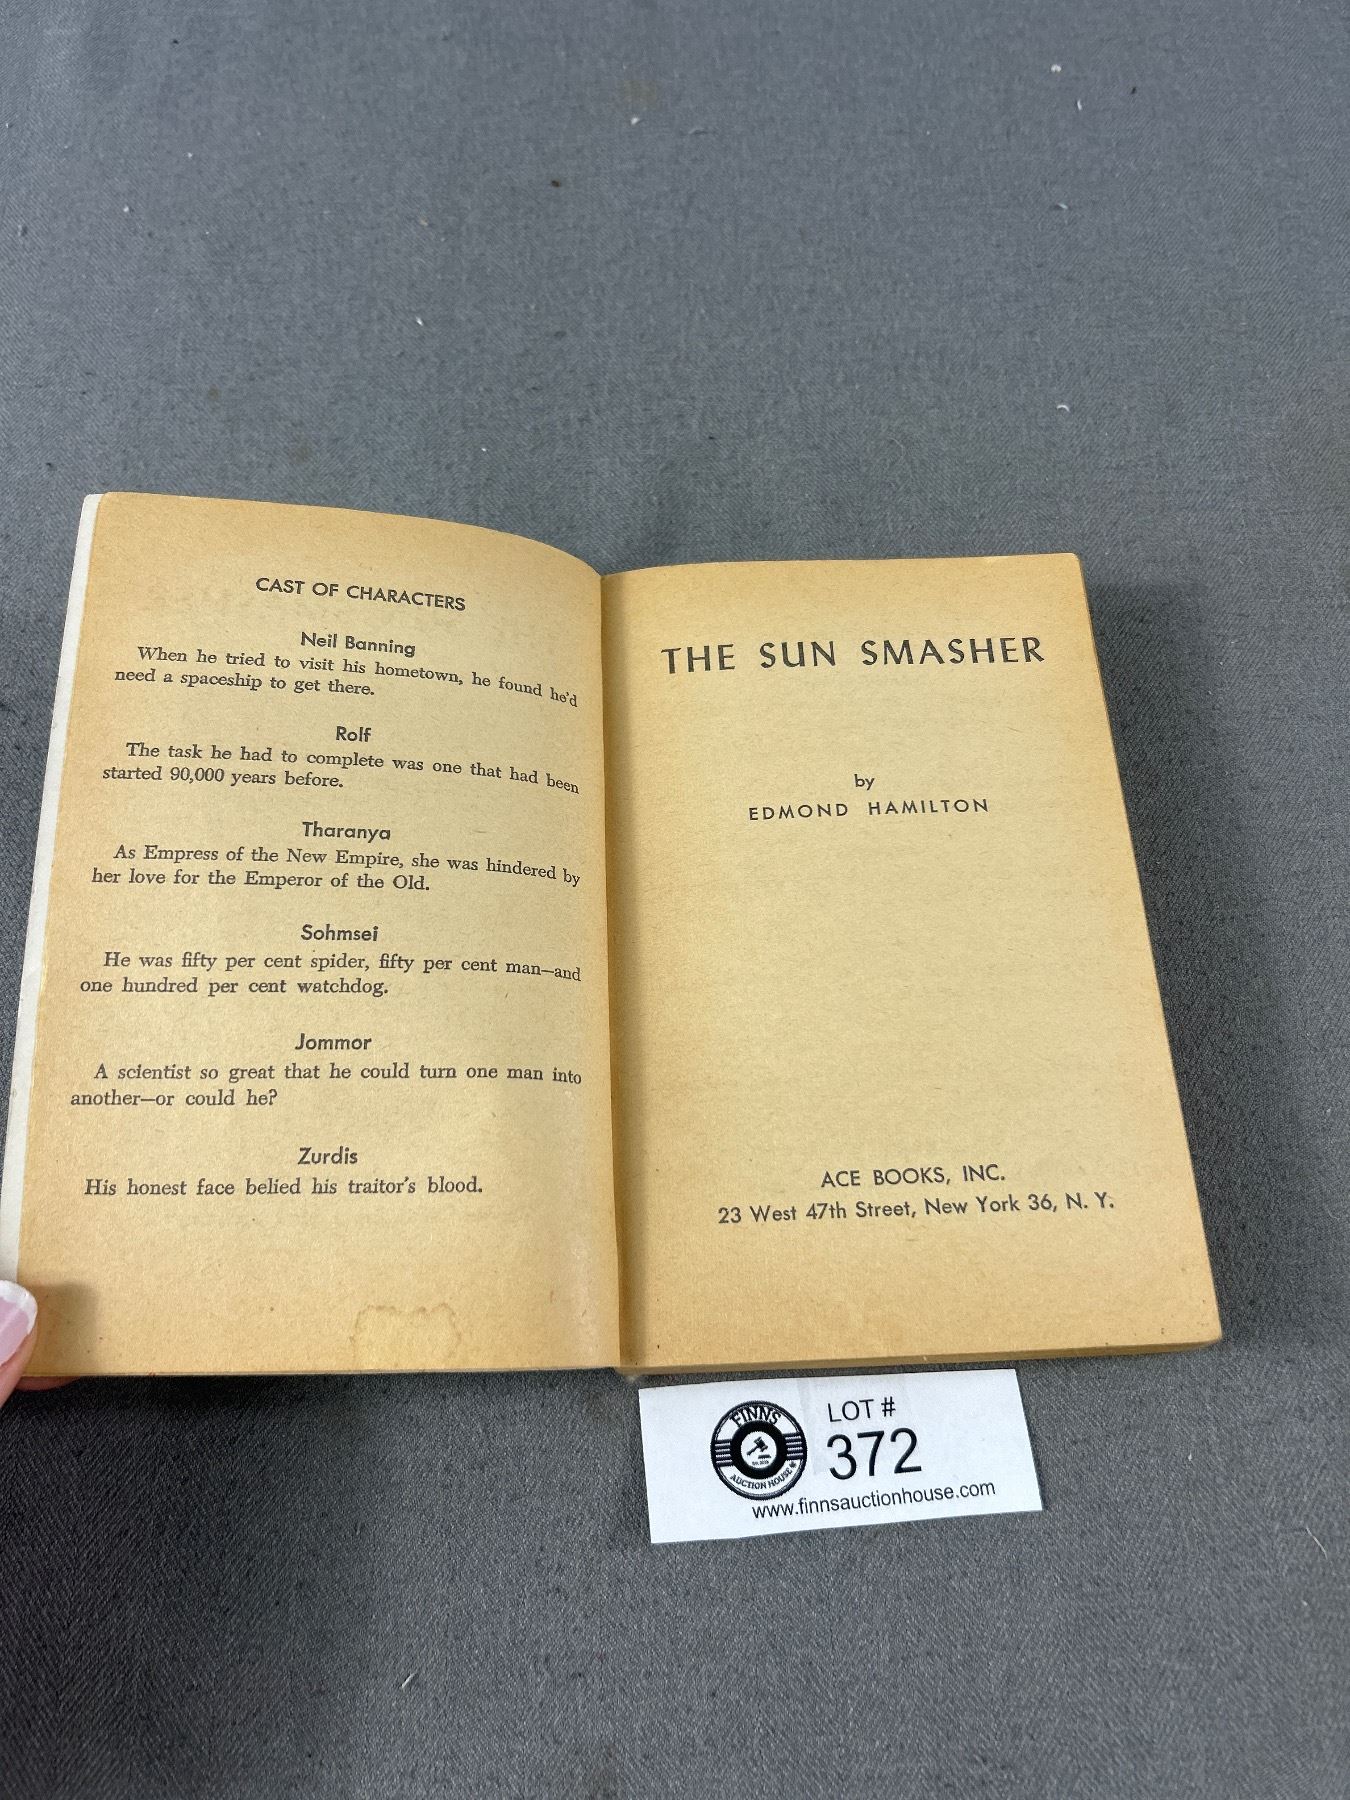 CAST OF CHARACTERS
Neil Banning
When he tried to visit his hometown, he found he'd
need a spaceship to get there.
Rolf
The task he had to complete was one that had been
started 90,000 years before.
Tharanya
As Empress of the New Empire, she was hindered by
her love for the Emperor of the Old.
Sohmsei
He was fifty per cent spider, fifty per cent man—and
one hundred per cent watchdog.
Jommor
A scientist so great that he could turn one man into
another—or could he?
Zurdis
His honest face belied his traitor's blood.
THE SUN SMASHER
by
EDMOND HAMILTON
ACE BOOKS, INC.
23 West 47th Street, New York 36, N. Y.
FINNS
AUCTION HOUSE
LOT #
372
www.finnsauctionhouse.com